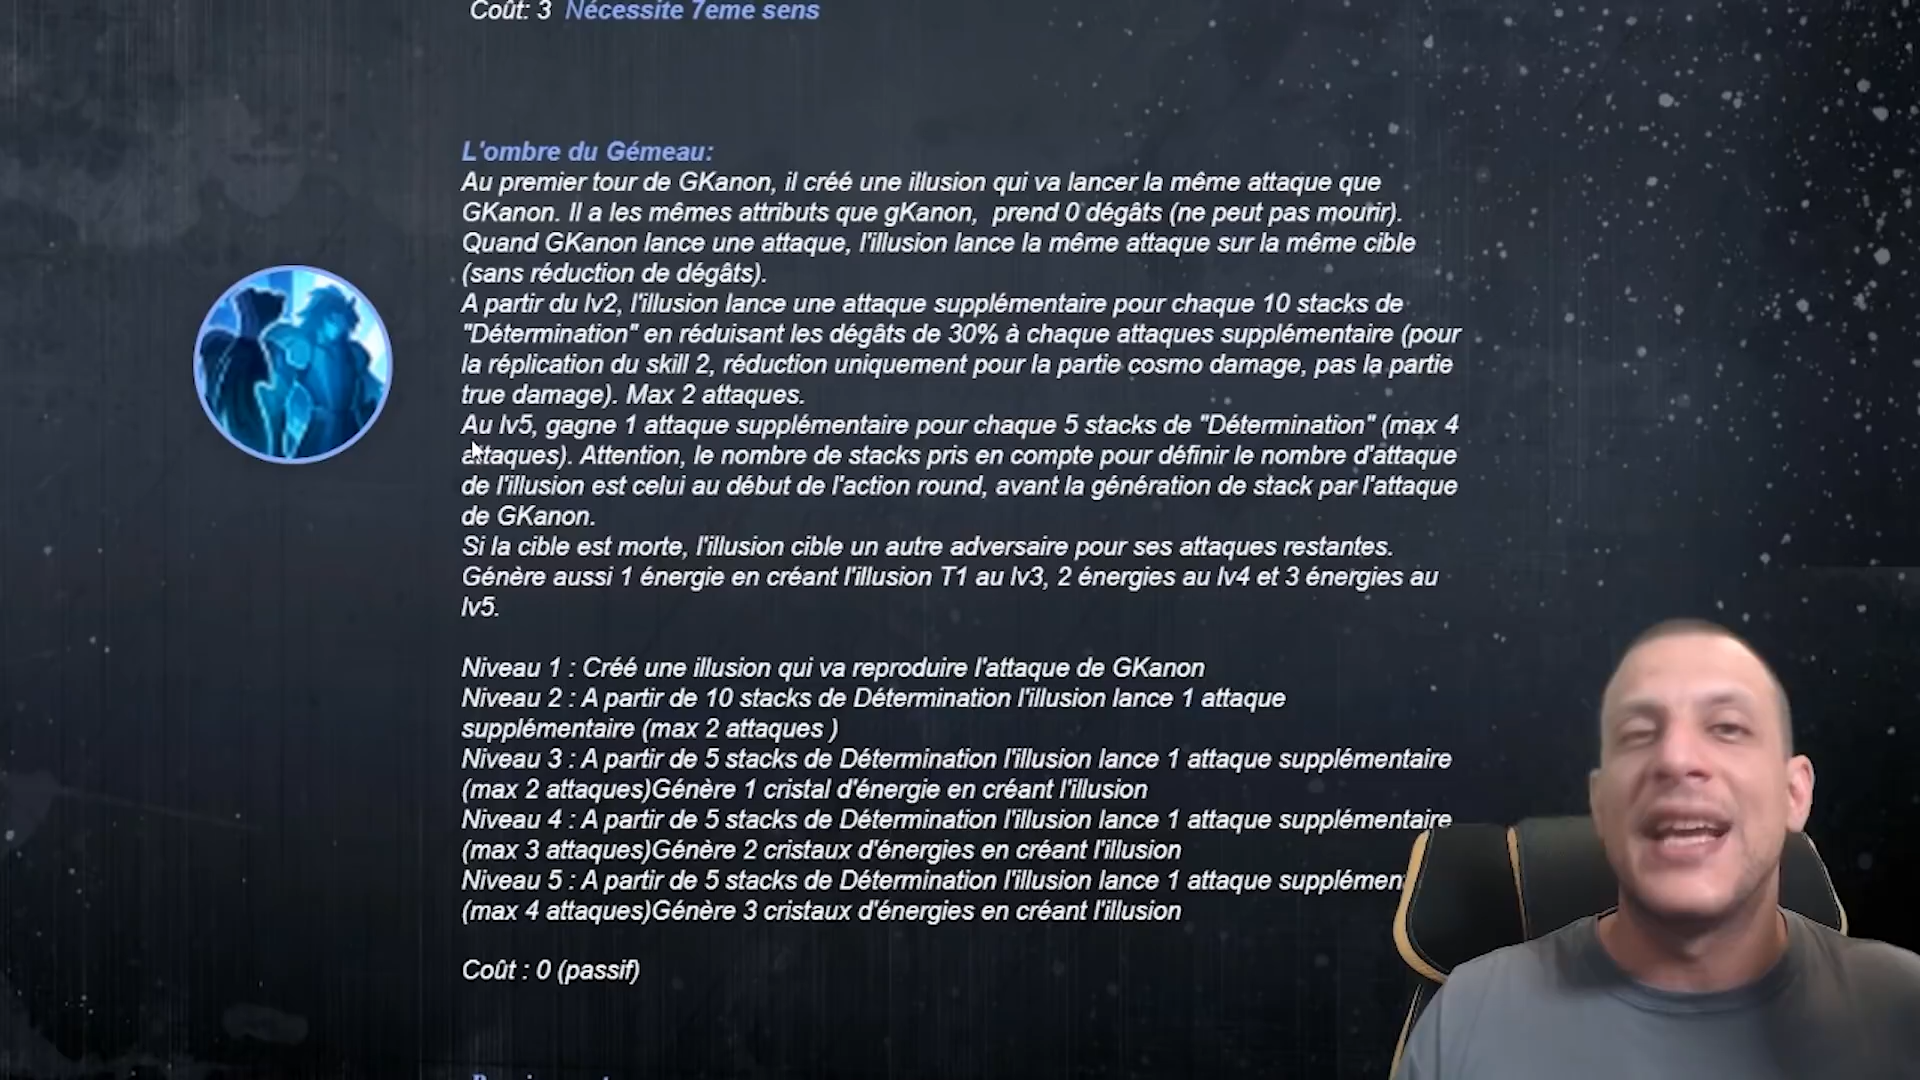 Coût: 3 Nécessite 7eme sens
L'ombre du Gémeau:
Au premier tour de GKanon, il créé une illusion qui va lancer la même attaque que
GKanon. Il a les mêmes attributs que gKanon, prend 0 dégâts (ne peut pas mourir).
Quand GKanon lance une attaque, l'illusion lance la même attaque sur la même cible
(sans réduction de dégâts).
A partir du lv2, l'illusion lance une attaque supplémentaire pour chaque 10 stacks de
"Détermination" en réduisant les dégâts de 30% à chaque attaques supplémentaire (pour
la réplication du skill 2, réduction uniquement pour la partie cosmo damage, pas la partie
true damage). Max 2 attaques.
Au lv5, gagne 1 attaque supplémentaire pour chaque 5 stacks de "Détermination" (max 4
attaques). Attention, le nombre de stacks pris en compte pour définir le nombre d'attaque
de l'illusion est celui au début de l'action round, avant la génération de stack par l'attaque
de GKanon.
Si la cible est morte, l'illusion cible un autre adversaire pour ses attaques restantes.
Génère aussi 1 énergie en créant l'illusion T1 au lv3, 2 énergies au lv4 et 3 énergies au
lv5.
Niveau 1 : Créé une illusion qui va reproduire l'attaque de GKanon
Niveau 2 : A partir de 10 stacks de Détermination l'illusion lance 1 attaque
supplémentaire (max 2 attaques )
Niveau 3 : A partir de 5 stacks de Détermination l'illusion lance 1 attaque supplémentaire
(max 2 attaques)Génère 1 cristal d'énergie en créant l'illusion
Niveau 4 : A partir de 5 stacks de Détermination l'illusion lance 1 attaque supplémentaire
(max 3 attaques)Génère 2 cristaux d'énergies en créant l'illusion
Niveau 5 : A partir de 5 stacks de Détermination l'illusion lance 1 attaque supplémen
(max 4 attaques)Génère 3 cristaux d'énergies en créant l'illusion
Coût : 0 (passif)